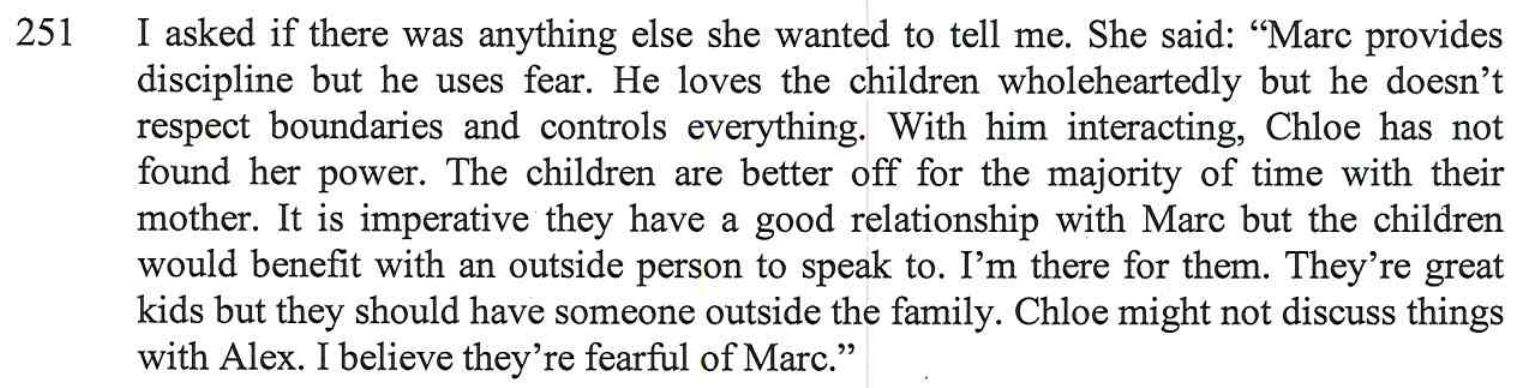 251 I asked if there was anything else she wanted to tell me. She said: “Marc provides
discipline but he uses fear. He loves the children wholeheartedly but he doesn’t
respect boundaries and controls everything. With him interacting, Chloe has not
found her power. The children are better off for the majority of time with their
mother. It is imperative they have a good relationship with Marc but the children
would benefit with an outside person to speak to. I’m there for them. They’re great
kids but they should have someone outside the family. Chloe might not discuss things
with Alex. I believe they’re fearful of Marc.”